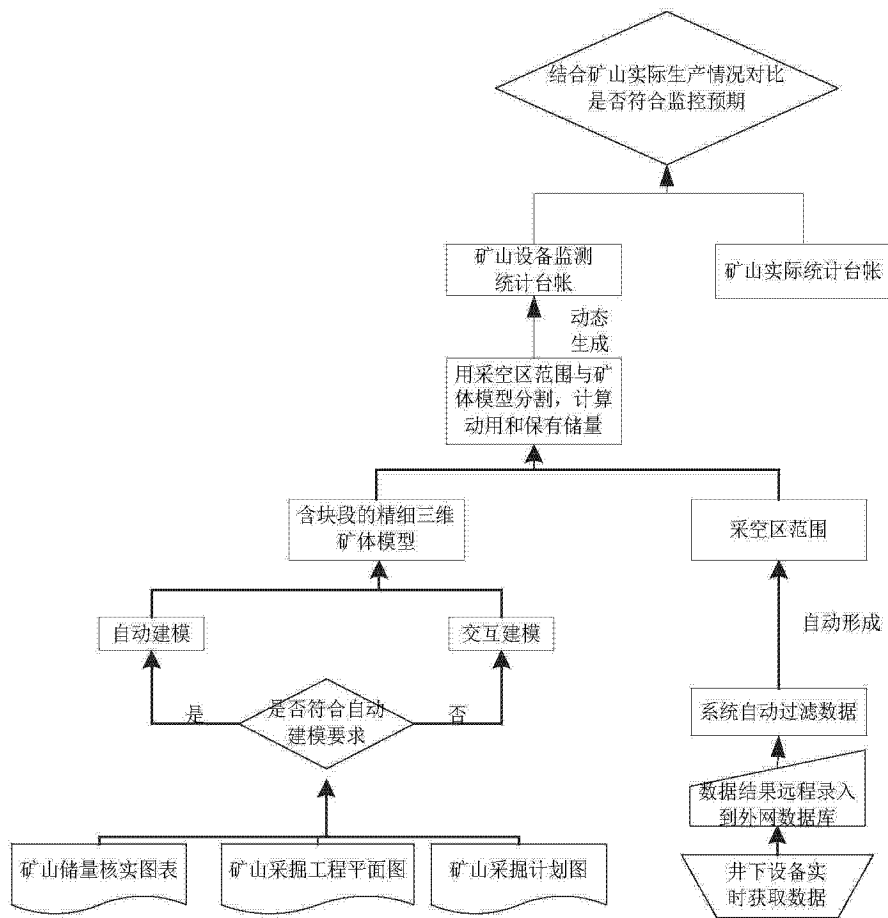 结合矿山实际生产情况对比
是否符合监控预期
矿山设备监测
统计台帐
矿山实际统计台帐
动态
生成
用采空区范围与矿
体模型分割，计算
动用和保有储量
含块段的精细三维
矿体模型
采空区范围
自动建模
交互建模
自动形成
是
是否符合自动
建模要求
否
系统自动过滤数据
数据结果远程录入
到外网数据库
矿山储量核实图表
矿山采掘工程平面图
矿山采掘计划图
井下设备实
时获取数据